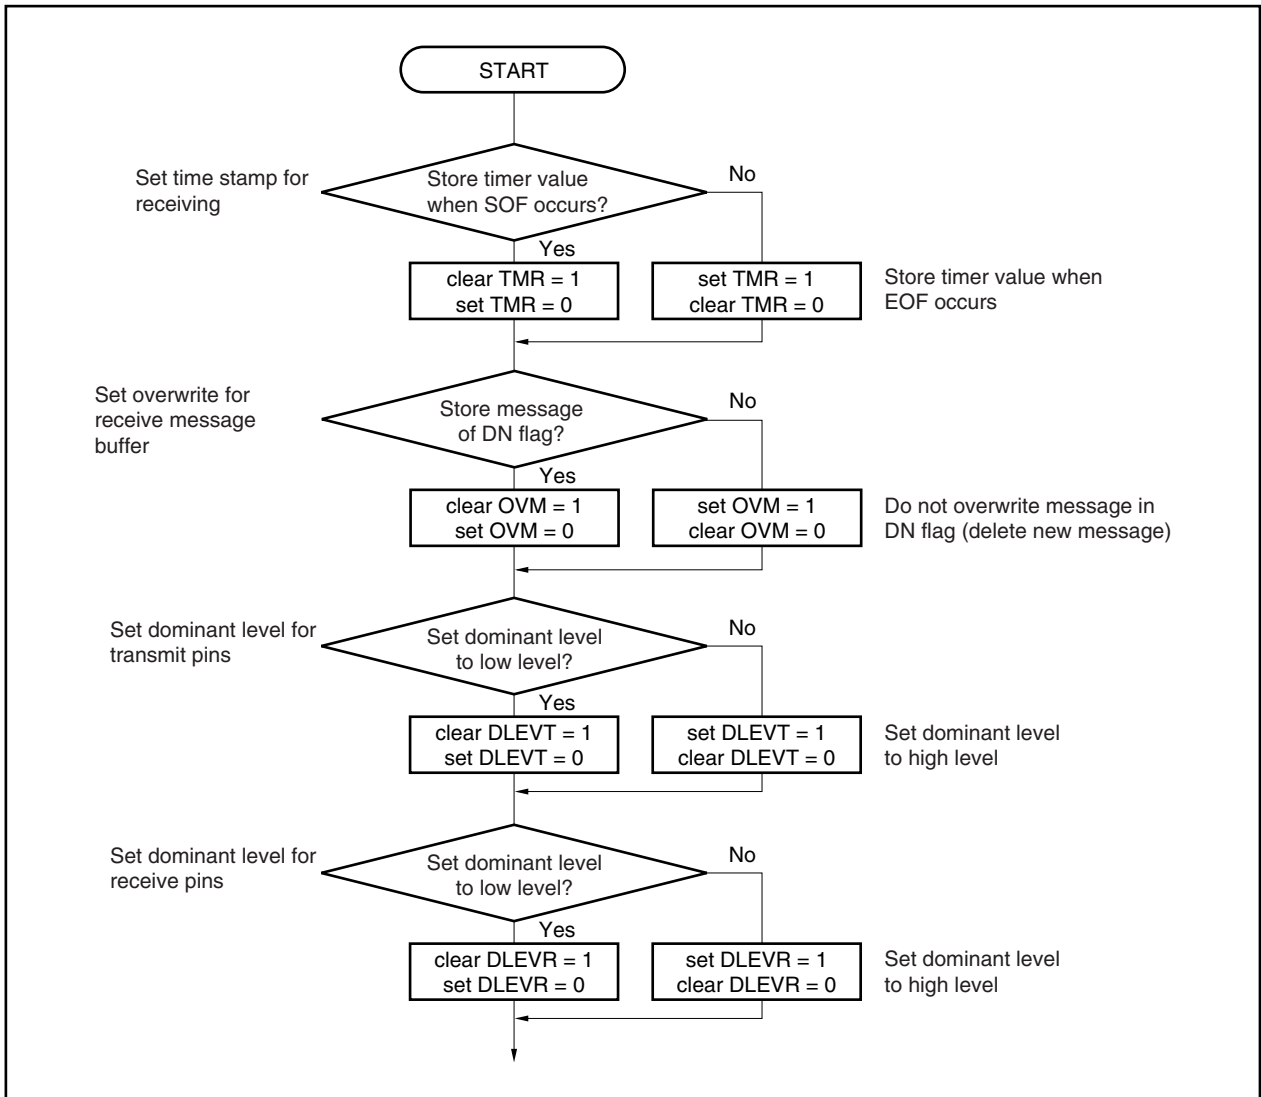 START
Set time stamp for
receiving
Store timer value
when SOF occurs?
No
Yes
clear TMR = 1
set TMR = 0
set TMR = 1
clear TMR = 0
Store timer value when
EOF occurs
Set overwrite for
receive message
buffer
Store message
of DN flag?
No
Yes
clear OVM = 1
set OVM = 0
set OVM = 1
clear OVM = 0
Do not overwrite message in
DN flag (delete new message)
Set dominant level for
transmit pins
Set dominant level
to low level?
No
Yes
clear DLEVT = 1
set DLEVT = 0
set DLEVT = 1
clear DLEVT = 0
Set dominant level
to high level
Set dominant level for
receive pins
Set dominant level
to low level?
No
Yes
clear DLEVR = 1
set DLEVR = 0
set DLEVR = 1
clear DLEVR = 0
Set dominant level
to high level